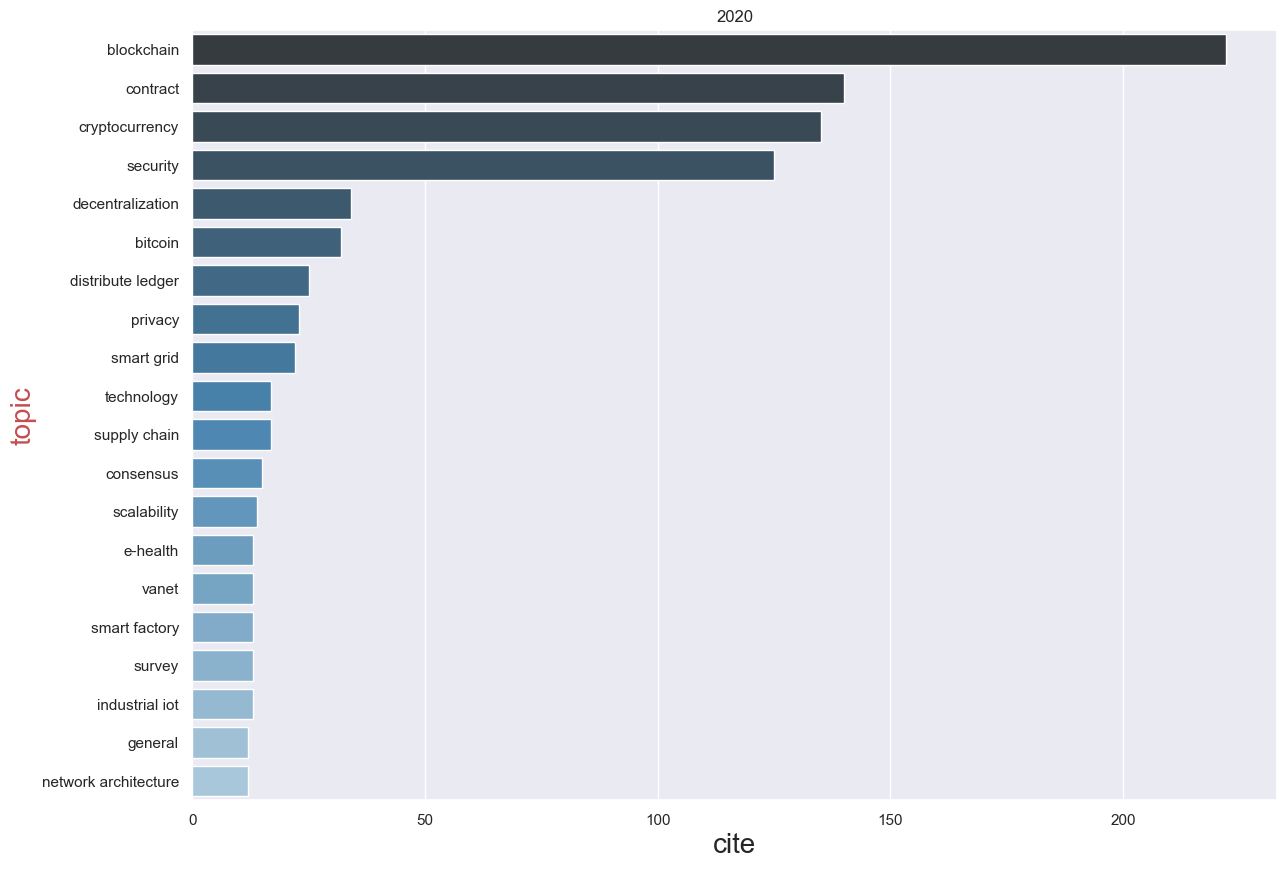 2020
blockchain
contract
cryptocurrency
security
decentralization
bitcoin
distribute ledger
privacy
smart grid
technology
supply chain
consensus
scalability
e-health
vanet
smart factory
survey
industrial iot
general
network architecture
topic
0 50 100 150 200
cite